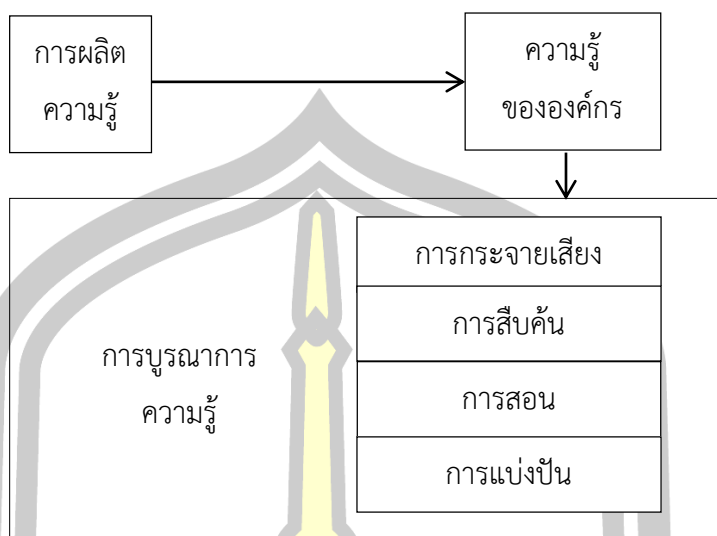 การผลิต
ความรู้
ความรู้
ขององค์กร
การกระจายเสียง
การสืบค้น
การบูรณาการ
ความรู้
การสอน
การแบ่งปัน